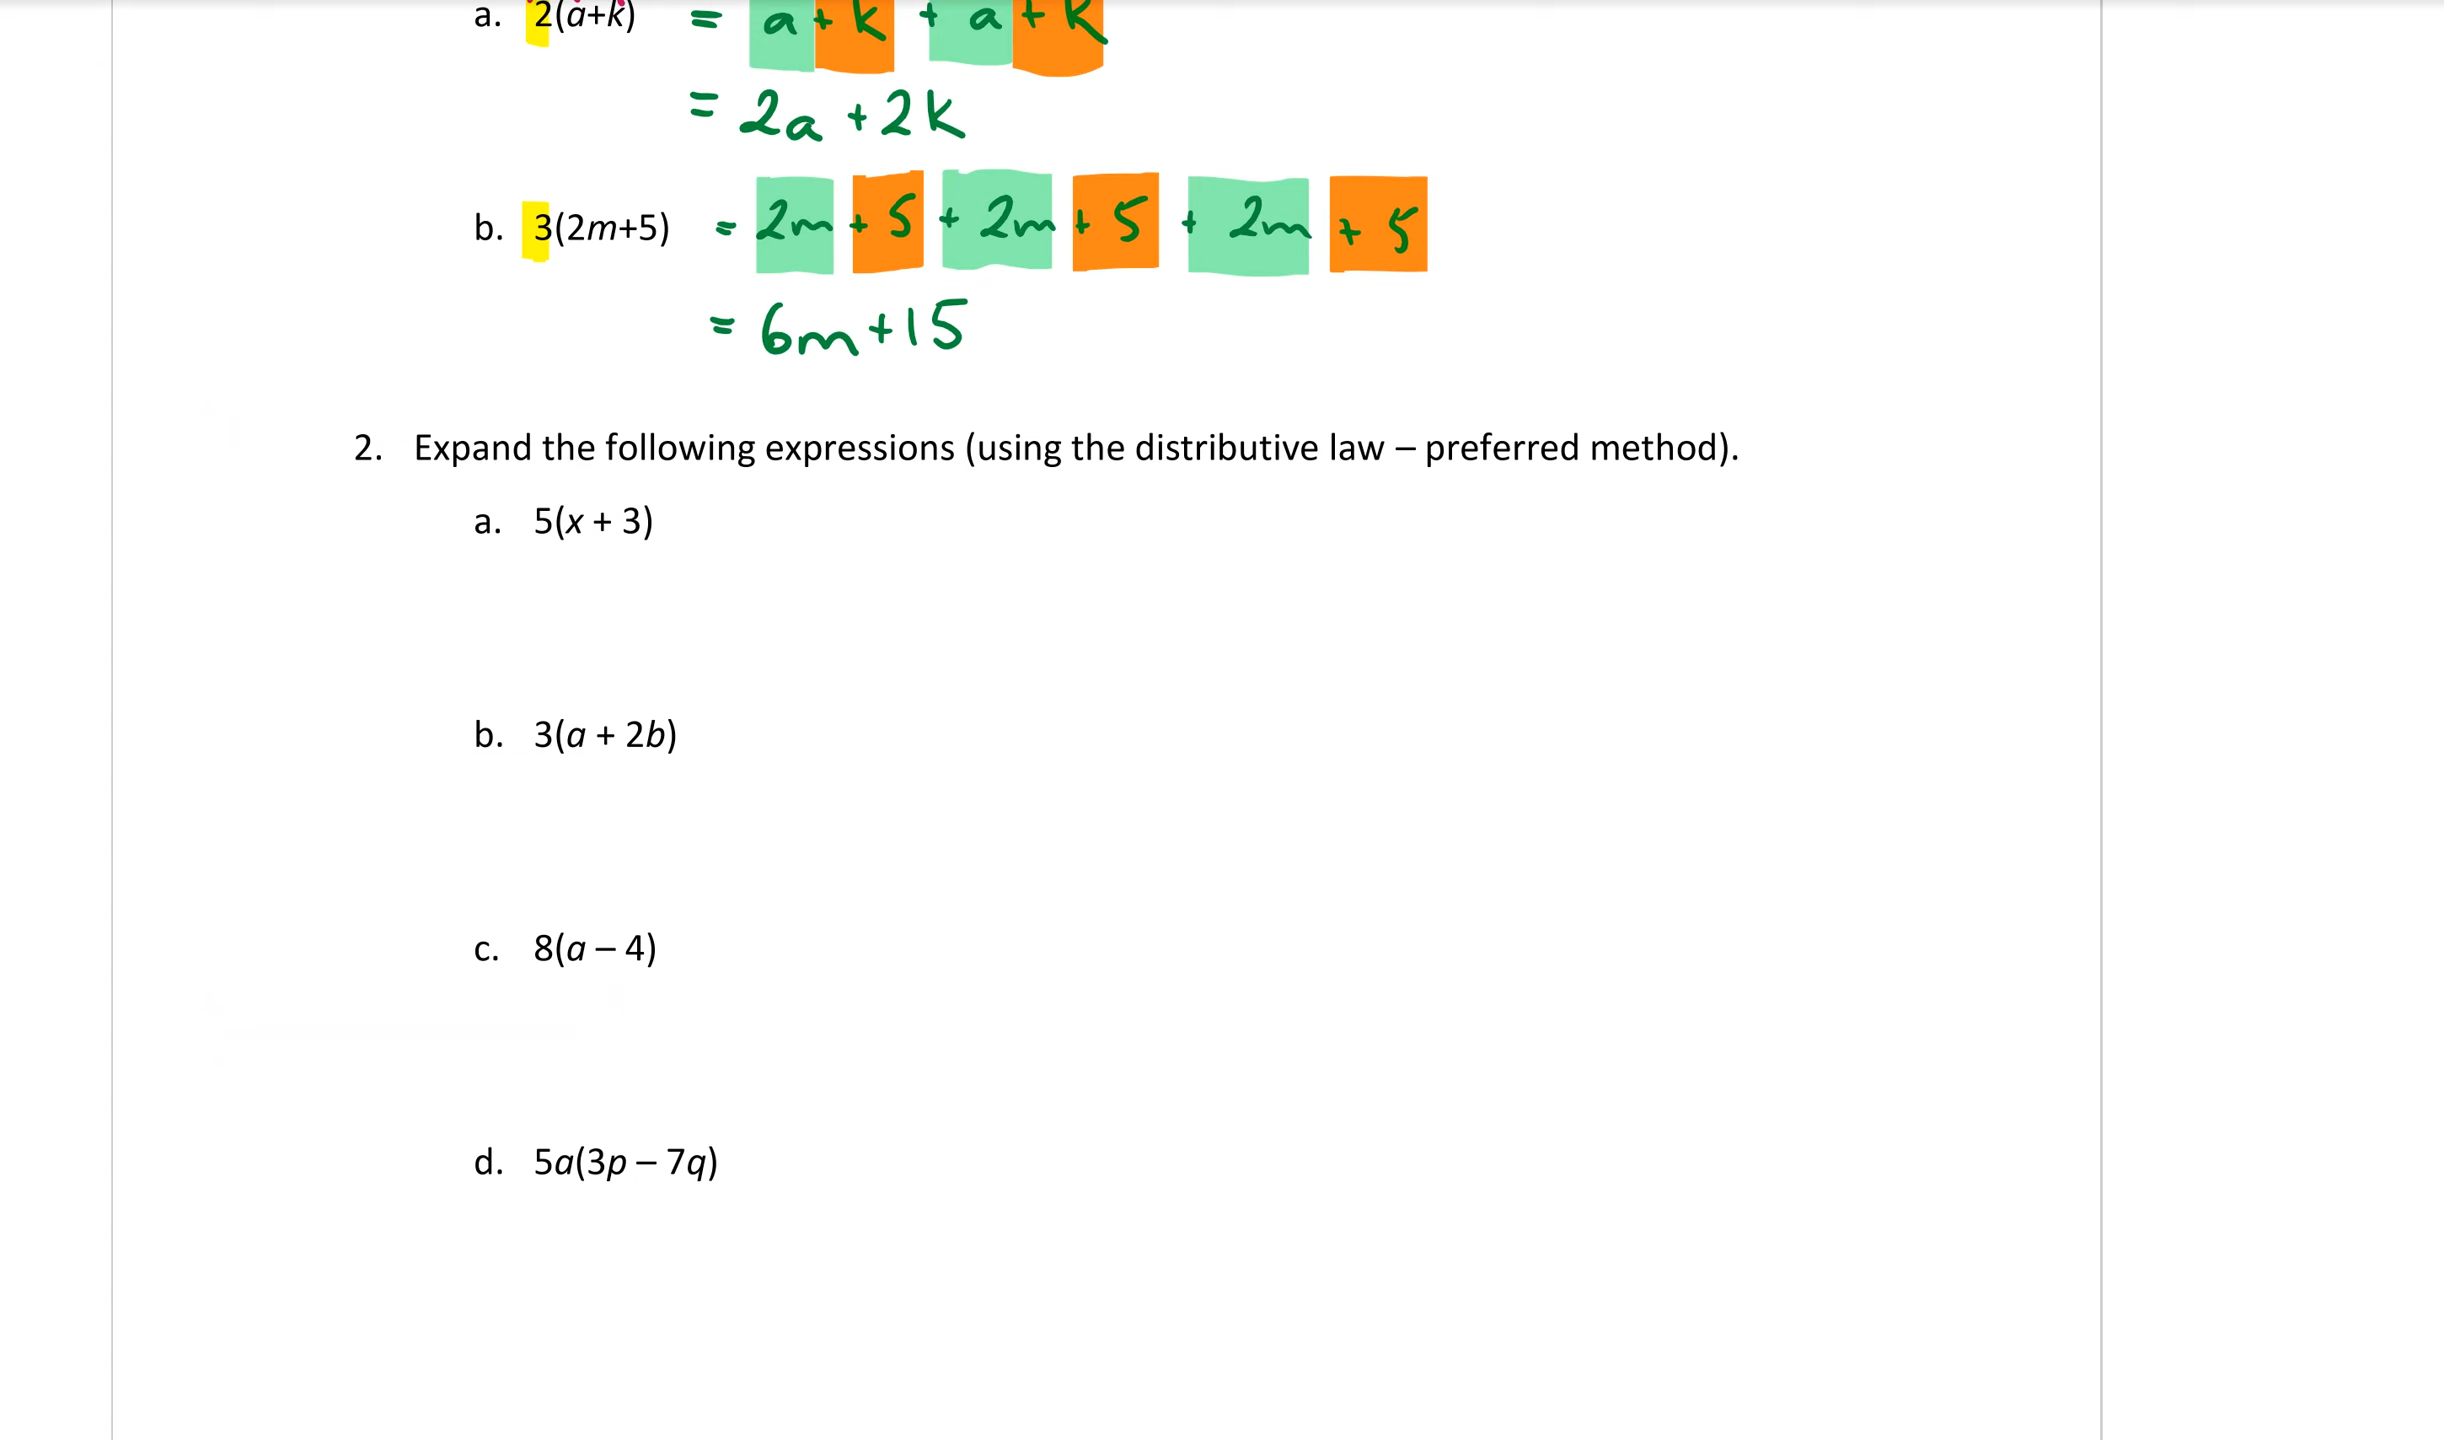 a. 2(a+k) = a + k + a + k
= 2a + 2k
b. 3(2m+5) = 2m + 5 + 2m + 5 + 2m + 5
= 6m + 15
2. Expand the following expressions (using the distributive law – preferred method).
a. 5(x + 3)
b. 3(a + 2b)
c. 8(a – 4)
d. 5a(3p – 7q)